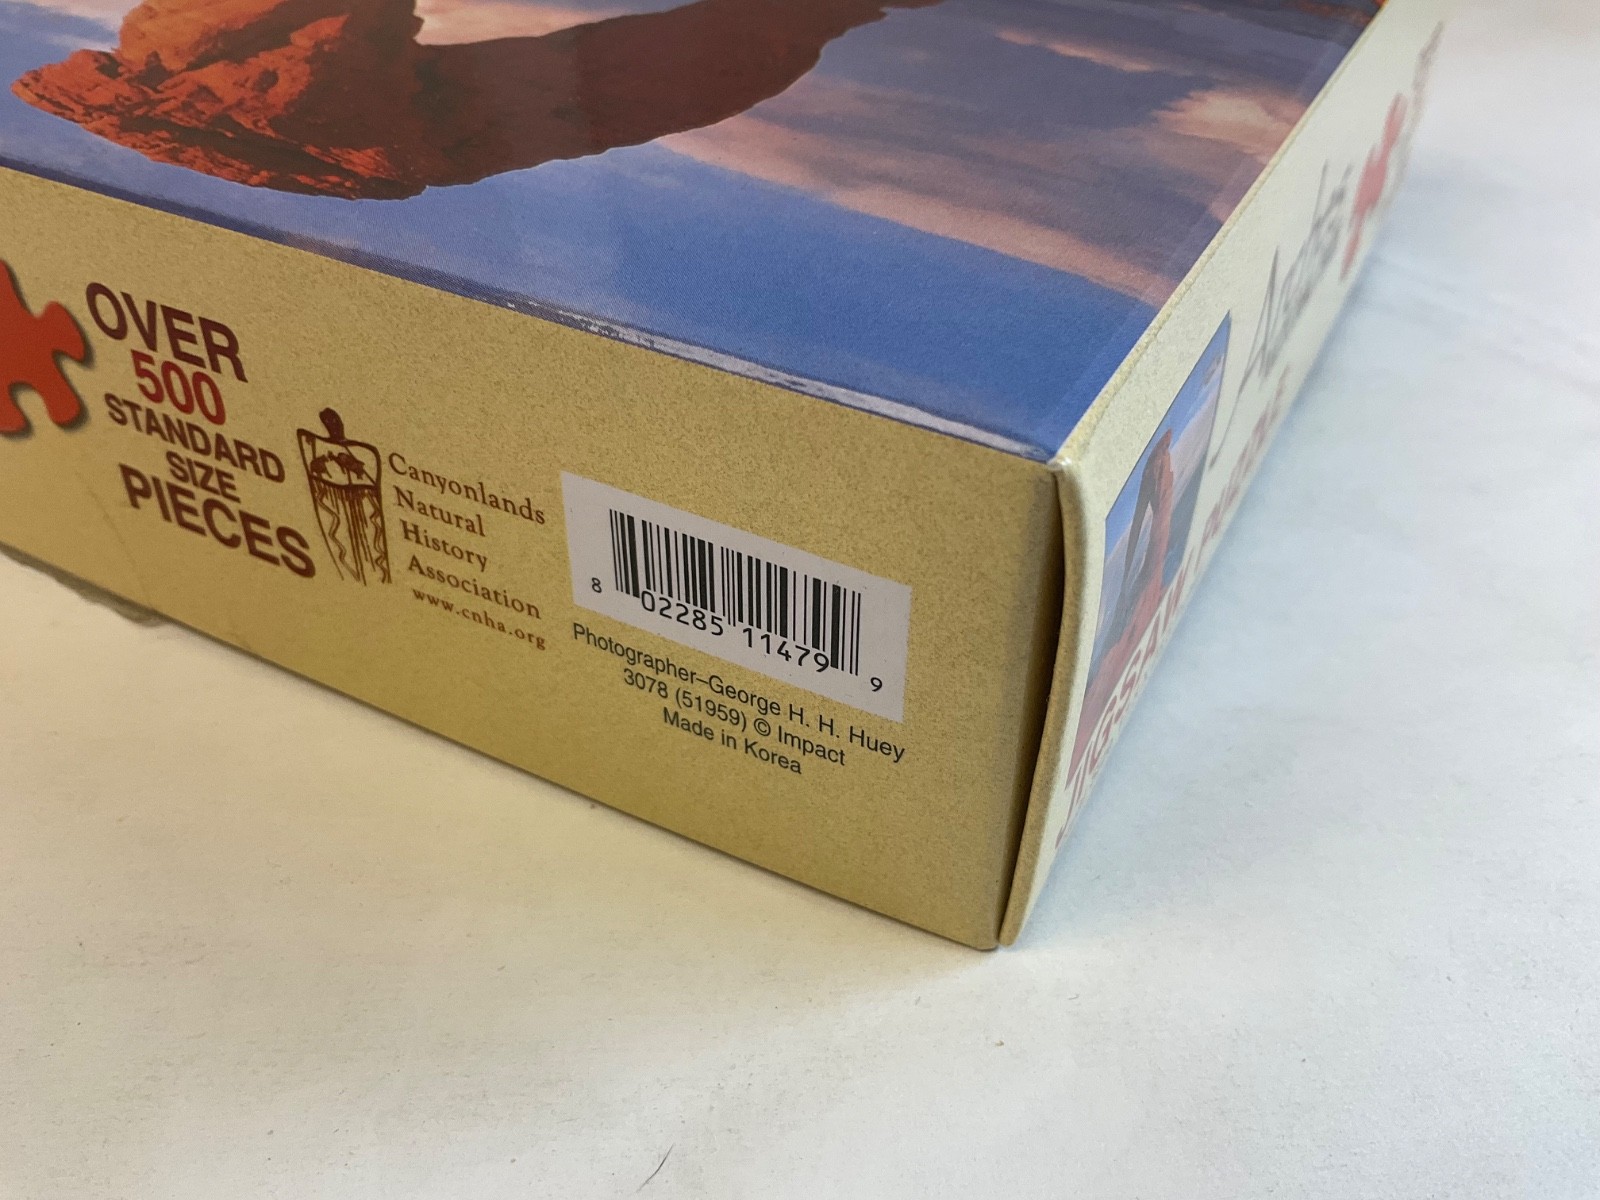 OVER
500
STANDARD
SIZE
PIECES
Canyonlands
Natural
History
Association
www.cnha.org
8 02285 11479 9
Photographer–George H. H. Huey
3078 (51959) © Impact
Made in Korea
JIGSAW PUZZLE